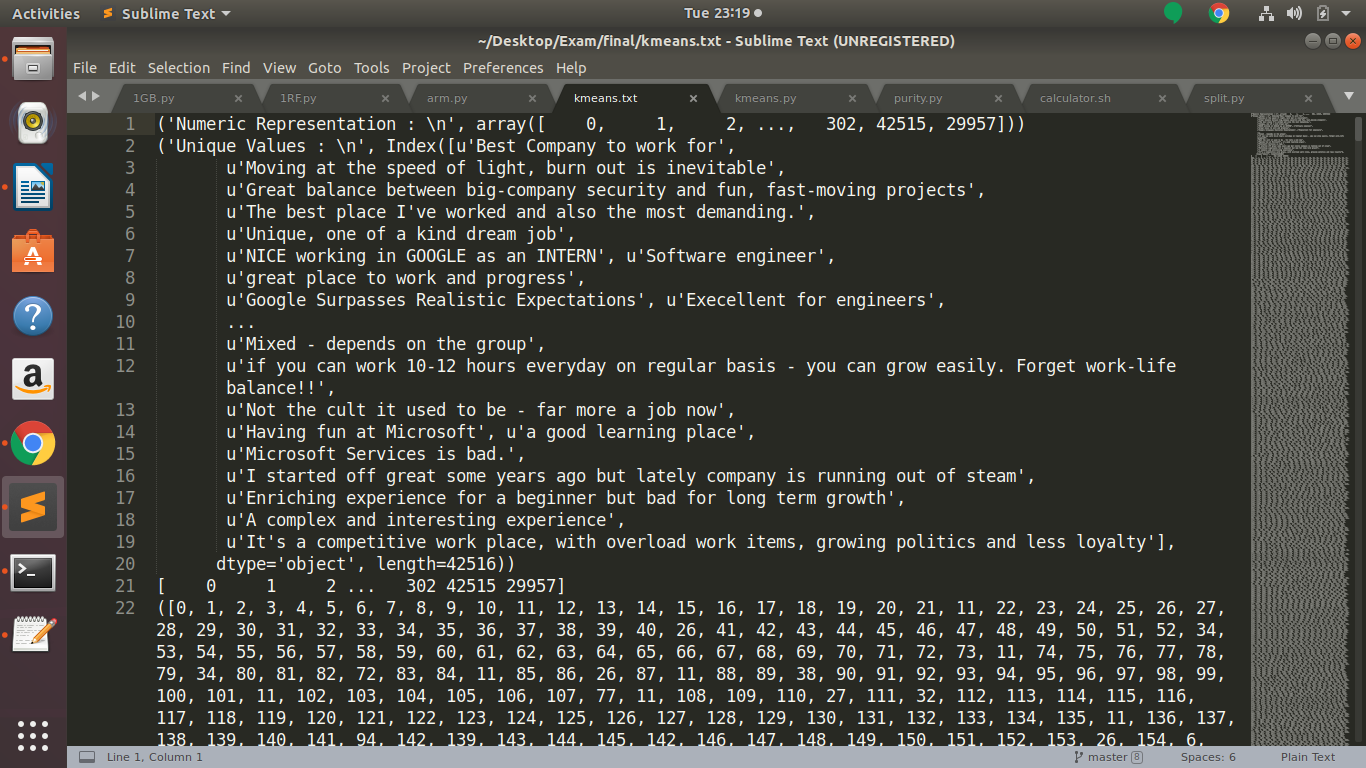 Activities Sublime Text Tue 23:19
~/Desktop/Exam/final/kmeans.txt - Sublime Text (UNREGISTERED)
File Edit Selection Find View Goto Tools Project Preferences Help
1GB.py 1RF.py arm.py kmeans.txt kmeans.py purity.py calculator.sh split.py
1 ('Numeric Representation : \n', array([    0,     1,     2, ...,   302, 42515, 29957]))
2 ('Unique Values : \n', Index([u'Best Company to work for',
3 u'Moving at the speed of light, burn out is inevitable',
4 u'Great balance between big-company security and fun, fast-moving projects',
5 u'The best place I've worked and also the most demanding.',
6 u'Unique, one of a kind dream job',
7 u'NICE working in GOOGLE as an INTERN', u'Software engineer',
8 u'great place to work and progress',
9 u'Google Surpasses Realistic Expectations', u'Execellent for engineers',
10 ...
11 u'Mixed - depends on the group',
12 u'if you can work 10-12 hours everyday on regular basis - you can grow easily. Forget work-life
balance!!',
13 u'Not the cult it used to be - far more a job now',
14 u'Having fun at Microsoft', u'a good learning place',
15 u'Microsoft Services is bad.',
16 u'I started off great some years ago but lately company is running out of steam',
17 u'Enriching experience for a beginner but bad for long term growth',
18 u'A complex and interesting experience',
19 u'It's a competitive work place, with overload work items, growing politics and less loyalty'],
20 dtype='object', length=42516))
21 [    0     1     2 ...   302 42515 29957]
22 ([0, 1, 2, 3, 4, 5, 6, 7, 8, 9, 10, 11, 12, 13, 14, 15, 16, 17, 18, 19, 20, 21, 11, 22, 23, 24, 25, 26, 27,
28, 29, 30, 31, 32, 33, 34, 35, 36, 37, 38, 39, 40, 26, 41, 42, 43, 44, 45, 46, 47, 48, 49, 50, 51, 52, 34,
53, 54, 55, 56, 57, 58, 59, 60, 61, 62, 63, 64, 65, 66, 67, 68, 69, 70, 71, 72, 73, 11, 74, 75, 76, 77, 78,
79, 34, 80, 81, 82, 72, 83, 84, 11, 85, 86, 26, 87, 11, 88, 89, 38, 90, 91, 92, 93, 94, 95, 96, 97, 98, 99,
100, 101, 11, 102, 103, 104, 105, 106, 107, 77, 11, 108, 109, 110, 27, 111, 32, 112, 113, 114, 115, 116,
117, 118, 119, 120, 121, 122, 123, 124, 125, 126, 127, 128, 129, 130, 131, 132, 133, 134, 135, 11, 136, 137,
138, 139, 140, 141, 94, 142, 139, 143, 144, 145, 142, 146, 147, 148, 149, 150, 151, 152, 153, 26, 154, 6,
Line 1, Column 1 master 8 Spaces: 6 Plain Text